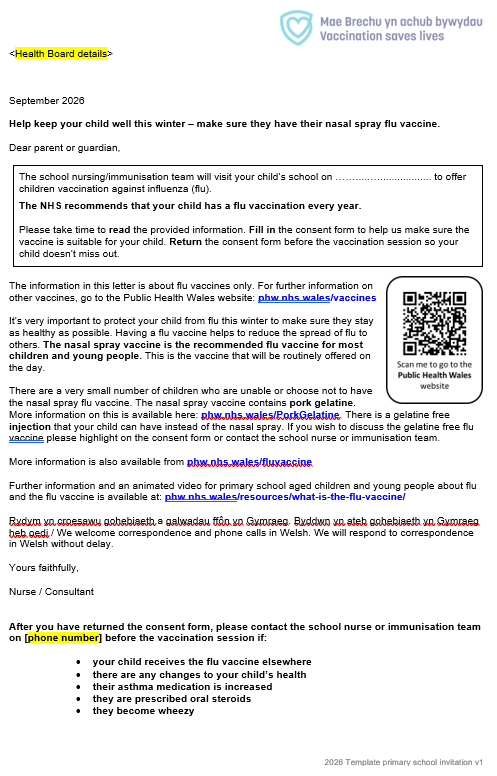 Mae Brechu yn achub bywydau
Vaccination saves lives
<Health Board details>
September 2026
Help keep your child well this winter – make sure they have their nasal spray flu vaccine.
Dear parent or guardian,
The school nursing/immunisation team will visit your child's school on ………...…..................... to offer
children vaccination against influenza (flu).
The NHS recommends that your child has a flu vaccination every year.
Please take time to read the provided information. Fill in the consent form to help us make sure the
vaccine is suitable for your child. Return the consent form before the vaccination session so your
child doesn't miss out.
The information in this letter is about flu vaccines only. For further information on
other vaccines, go to the Public Health Wales website: phw.nhs.wales/vaccines
It's very important to protect your child from flu this winter to make sure they stay
as healthy as possible. Having a flu vaccine helps to reduce the spread of flu to
others. The nasal spray vaccine is the recommended flu vaccine for most
children and young people. This is the vaccine that will be routinely offered on
the day.
Scan me to go to the
Public Health Wales
website
There are a very small number of children who are unable or choose not to have
the nasal spray flu vaccine. The nasal spray vaccine contains pork gelatine.
More information on this is available here: phw.nhs.wales/PorkGelatine. There is a gelatine free
injection that your child can have instead of the nasal spray. If you wish to discuss the gelatine free flu
vaccine please highlight on the consent form or contact the school nurse or immunisation team.
More information is also available from phw.nhs.wales/fluvaccine
Further information and an animated video for primary school aged children and young people about flu
and the flu vaccine is available at: phw.nhs.wales/resources/what-is-the-flu-vaccine/
Rydym yn croesawu gohebiaeth a galwadau ffôn yn Gymraeg. Byddwn yn ateb gohebiaeth yn Gymraeg
heb oedi / We welcome correspondence and phone calls in Welsh. We will respond to correspondence
in Welsh without delay.
Yours faithfully,
Nurse / Consultant
After you have returned the consent form, please contact the school nurse or immunisation team
on [phone number] before the vaccination session if:
• your child receives the flu vaccine elsewhere
• there are any changes to your child's health
• their asthma medication is increased
• they are prescribed oral steroids
• they become wheezy
2026 Template primary school invitation v1